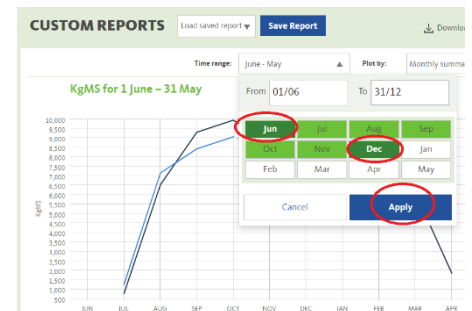 CUSTOM REPORTS Load saved report Save Report
Time range: June - May Plot by:
KgMS for 1 June – 31 May
From 01/06 To 31/12
Jun Jul Aug Sep
Oct Nov Dec Jan
Feb Mar Apr May
Cancel Apply
KgMS
10,000
9,500
9,000
8,500
8,000
7,500
7,000
6,500
6,000
5,500
5,000
4,500
4,000
3,500
3,000
2,500
2,000
1,500
1,000
500
JUN JUL AUG SEP OCT NOV DEC JAN FEB MAR APR